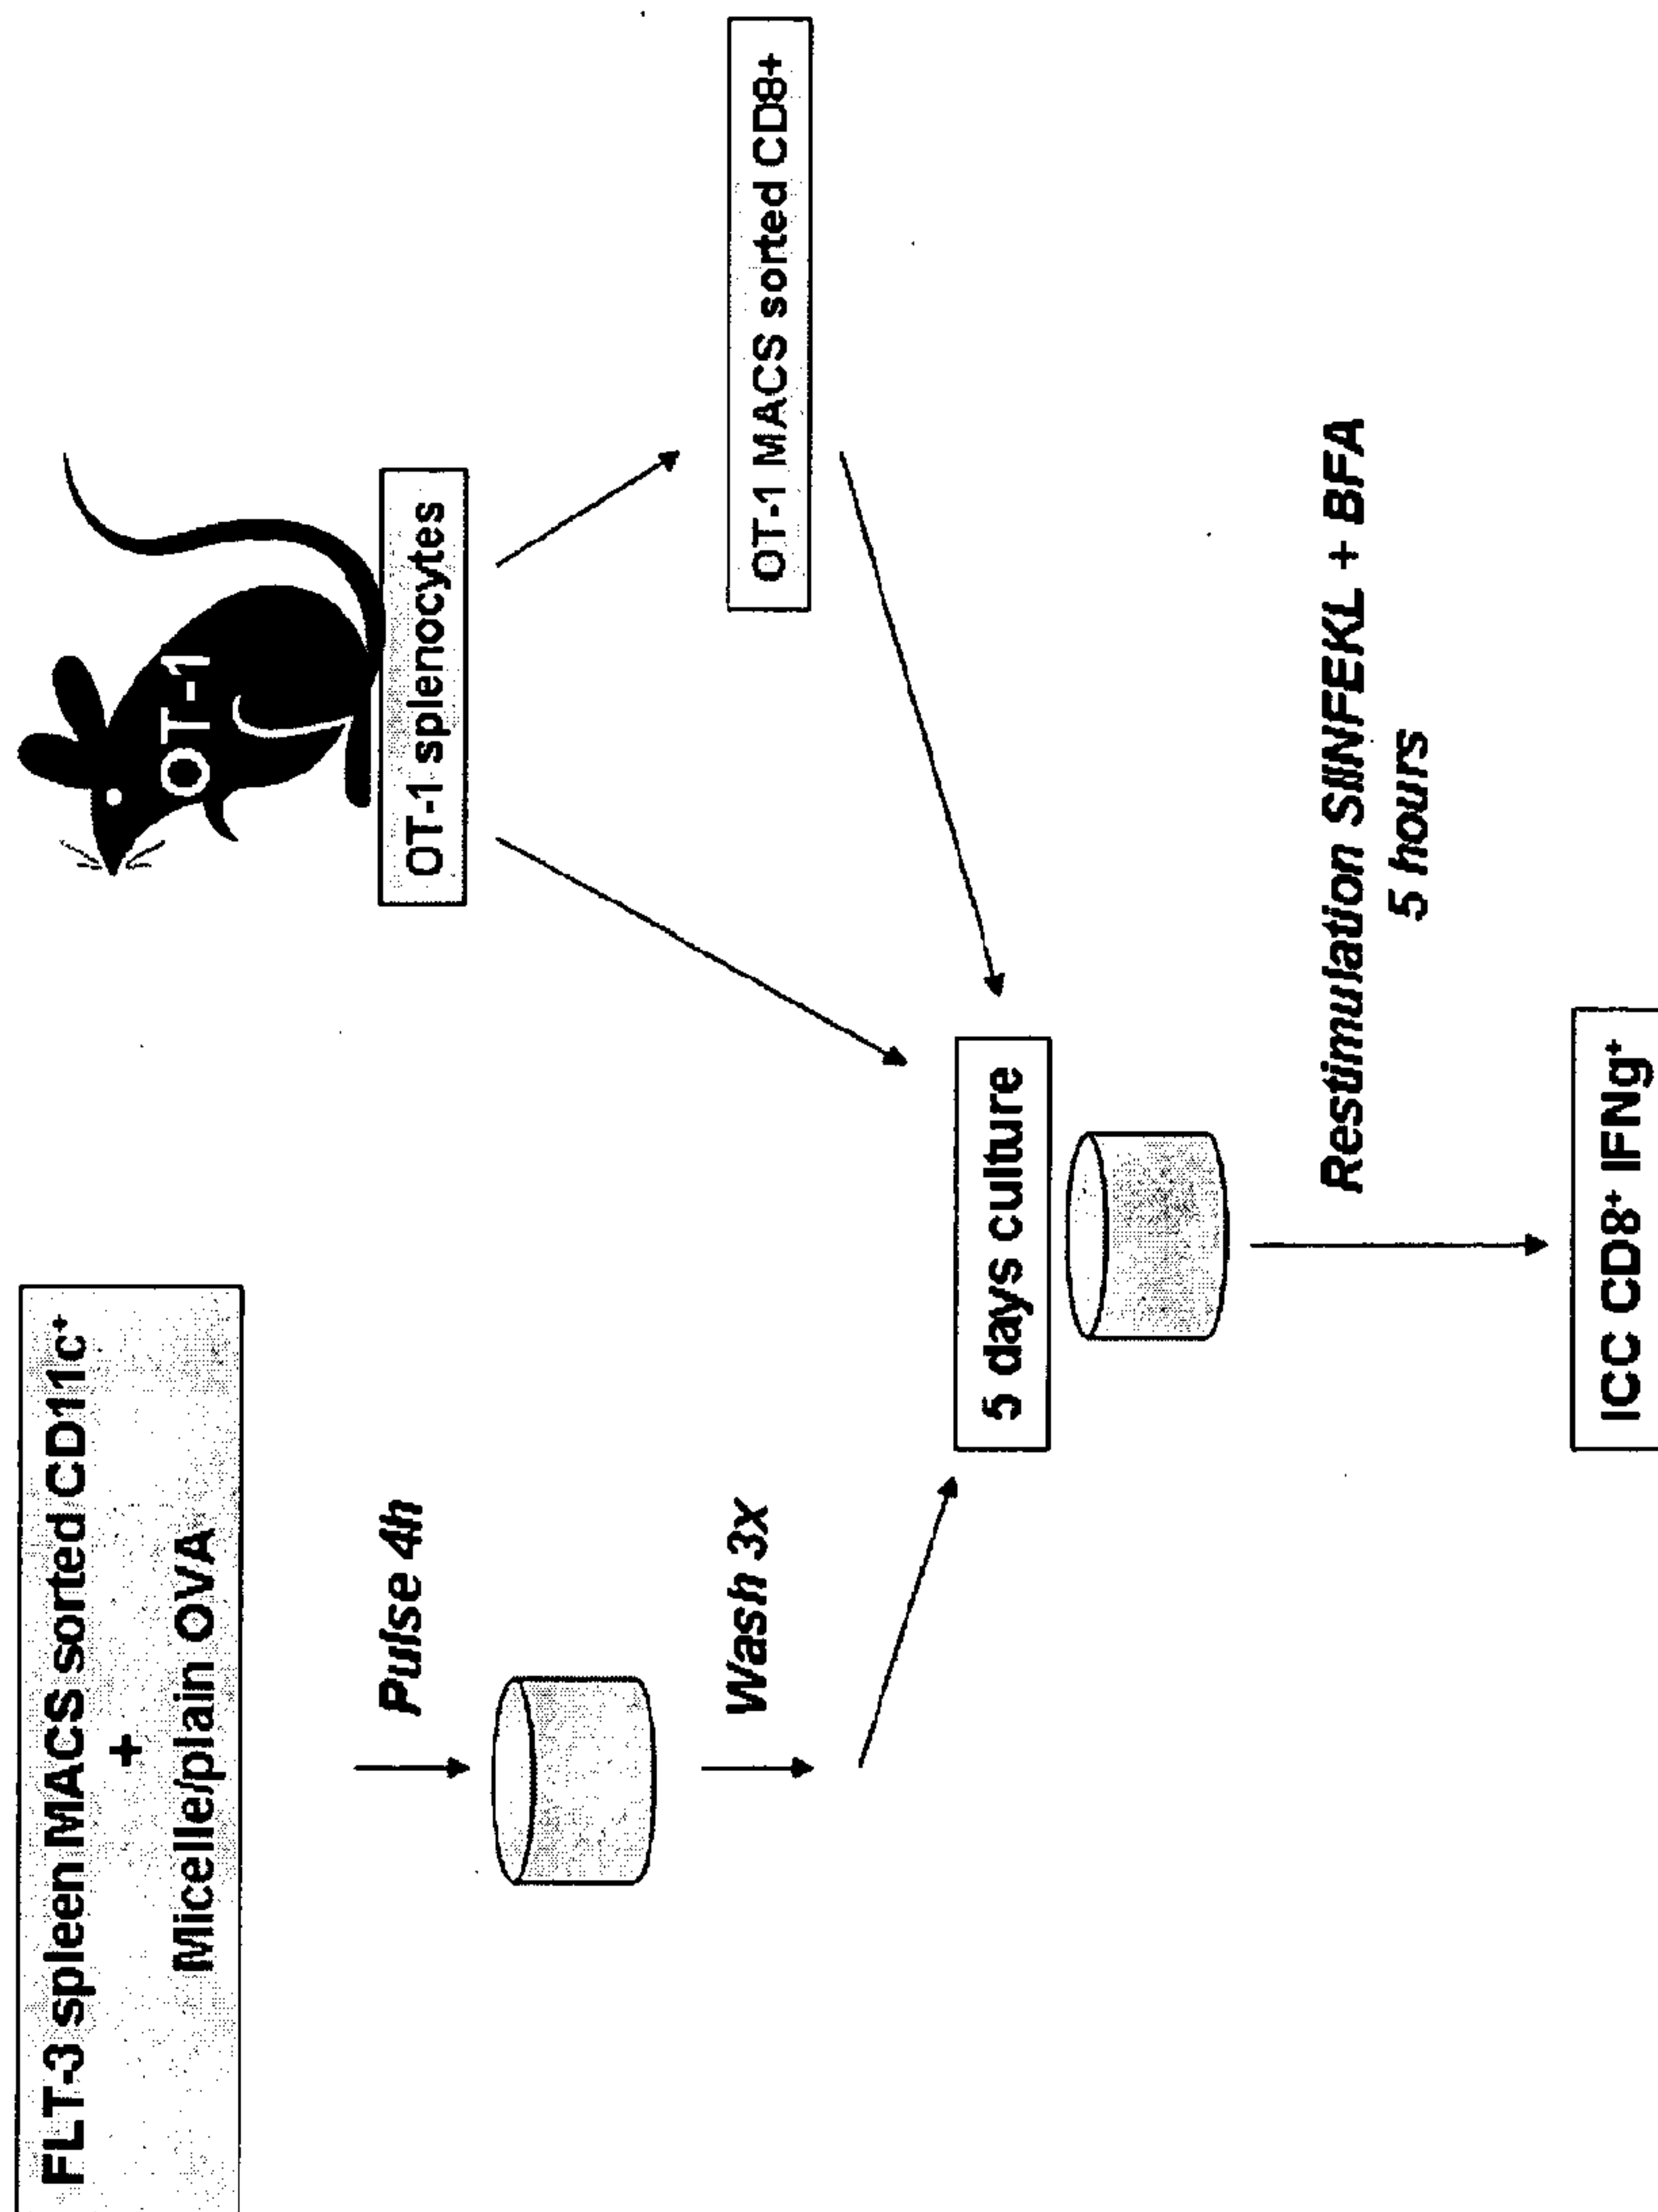 FLT-3 spleen MACS sorted CD11c⁺
+
Micelle/plain OVA
Pulse 4h
Wash 3x
OT-1
OT-1 splenocytes
OT-1 MACS sorted CD8+
5 days culture
Restimulation SIINFEKL + BFA
5 hours
ICC CD8⁺ IFNg⁺